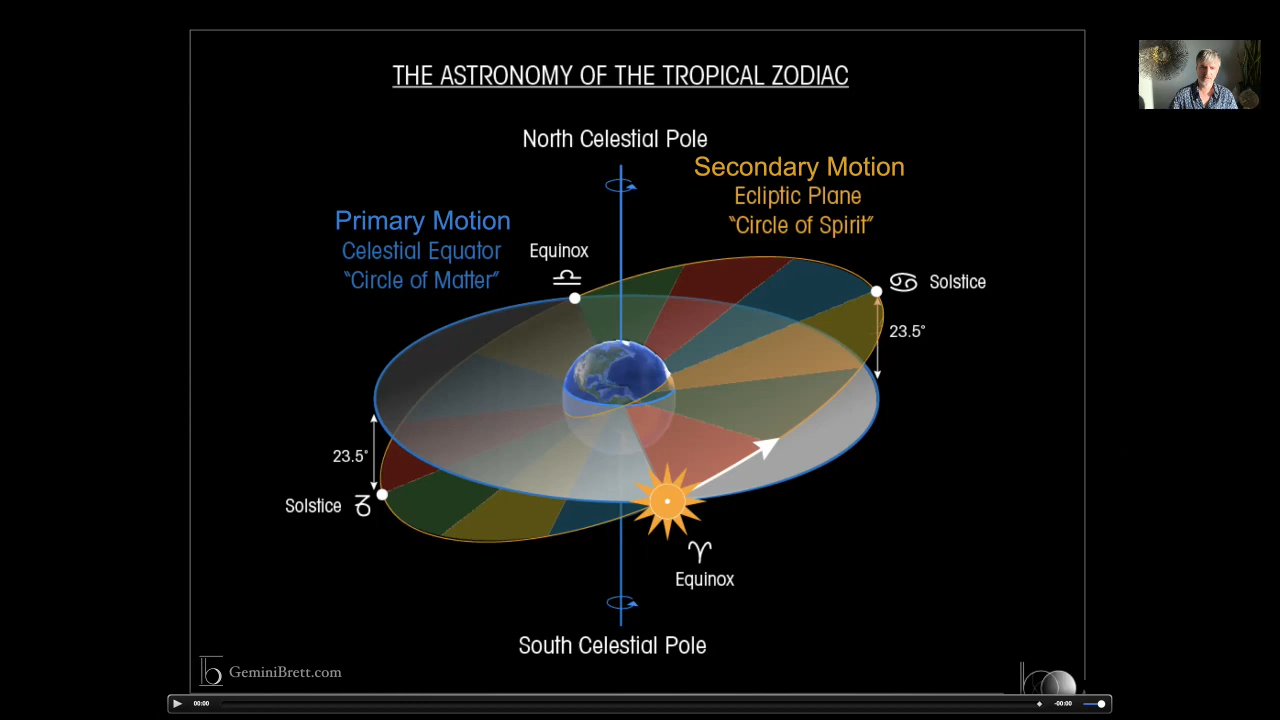 THE ASTRONOMY OF THE TROPICAL ZODIAC
North Celestial Pole
Secondary Motion
Ecliptic Plane
“Circle of Spirit”
Primary Motion
Celestial Equator
“Circle of Matter”
Equinox
♎
♋ Solstice
23.5°
23.5°
Solstice ♑
♈
Equinox
South Celestial Pole
GeminiBrett.com
00:00
-00:00